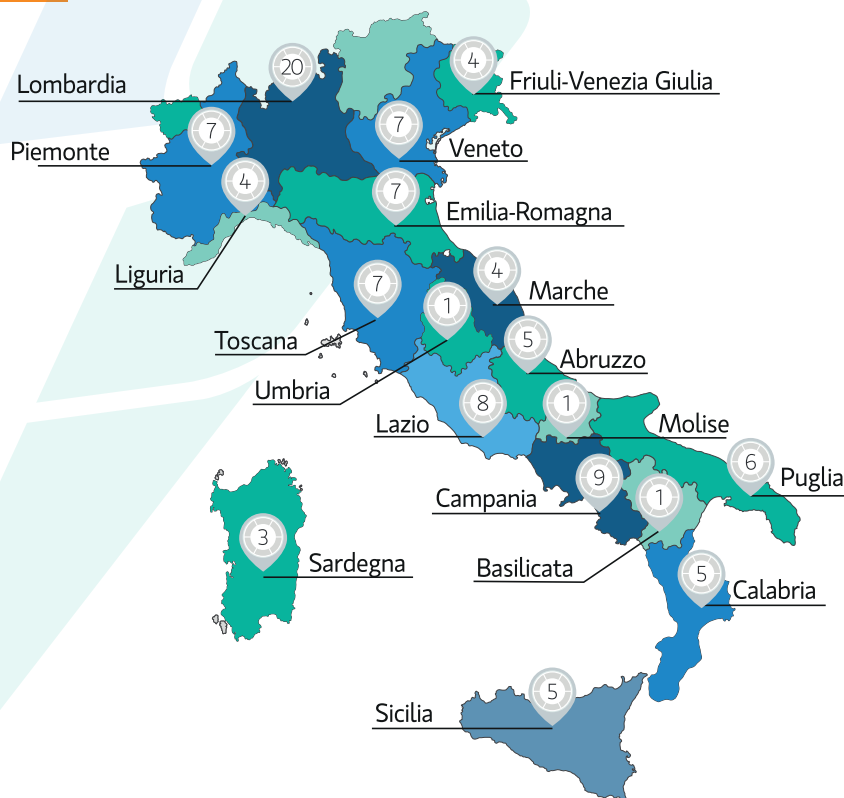 20
Lombardia
4
Friuli-Venezia Giulia
7
Piemonte
7
Veneto
4
Liguria
7
Emilia-Romagna
7
Toscana
4
Marche
1
Umbria
5
Abruzzo
8
Lazio
1
Molise
6
Puglia
9
Campania
1
Basilicata
3
Sardegna
5
Calabria
5
Sicilia